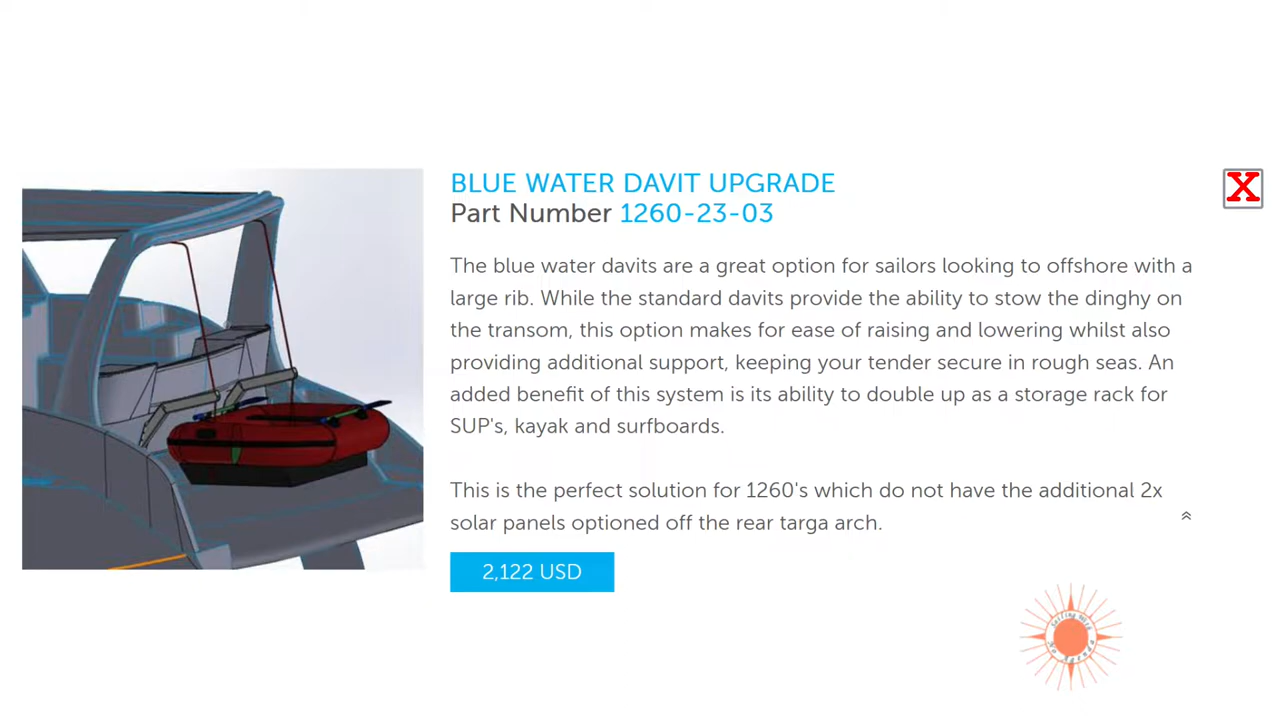 BLUE WATER DAVIT UPGRADE
Part Number 1260-23-03
X
The blue water davits are a great option for sailors looking to offshore with a
large rib. While the standard davits provide the ability to stow the dinghy on
the transom, this option makes for ease of raising and lowering whilst also
providing additional support, keeping your tender secure in rough seas. An
added benefit of this system is its ability to double up as a storage rack for
SUP's, kayak and surfboards.
This is the perfect solution for 1260's which do not have the additional 2x
solar panels optioned off the rear targa arch.
2,122 USD
Sailing With
No Agenda